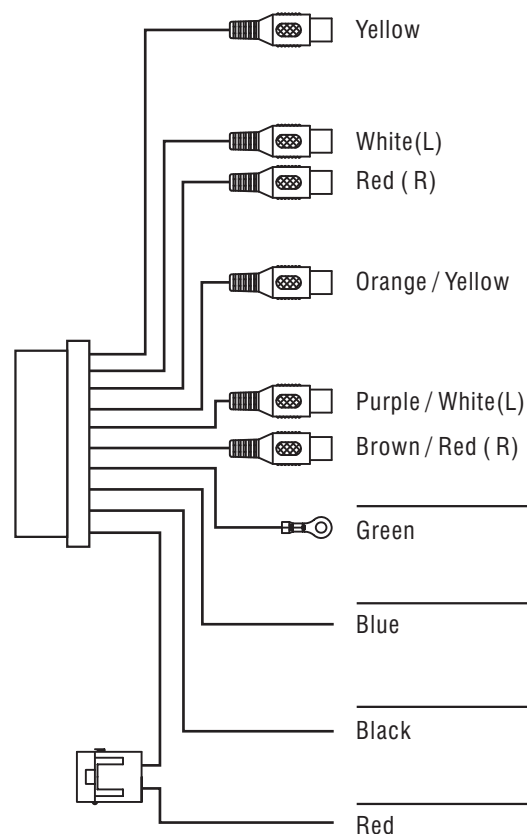 Yellow
White(L)
Red ( R)
Orange / Yellow
Purple / White(L)
Brown / Red ( R)
Green
Blue
Black
Red